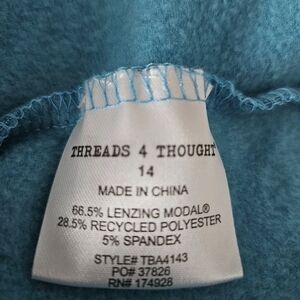 THREADS 4 THOUGHT
14
MADE IN CHINA
66.5% LENZING MODAL®
28.5% RECYCLED POLYESTER
5% SPANDEX
STYLE# TBA4143
PO# 37826
RN# 174928